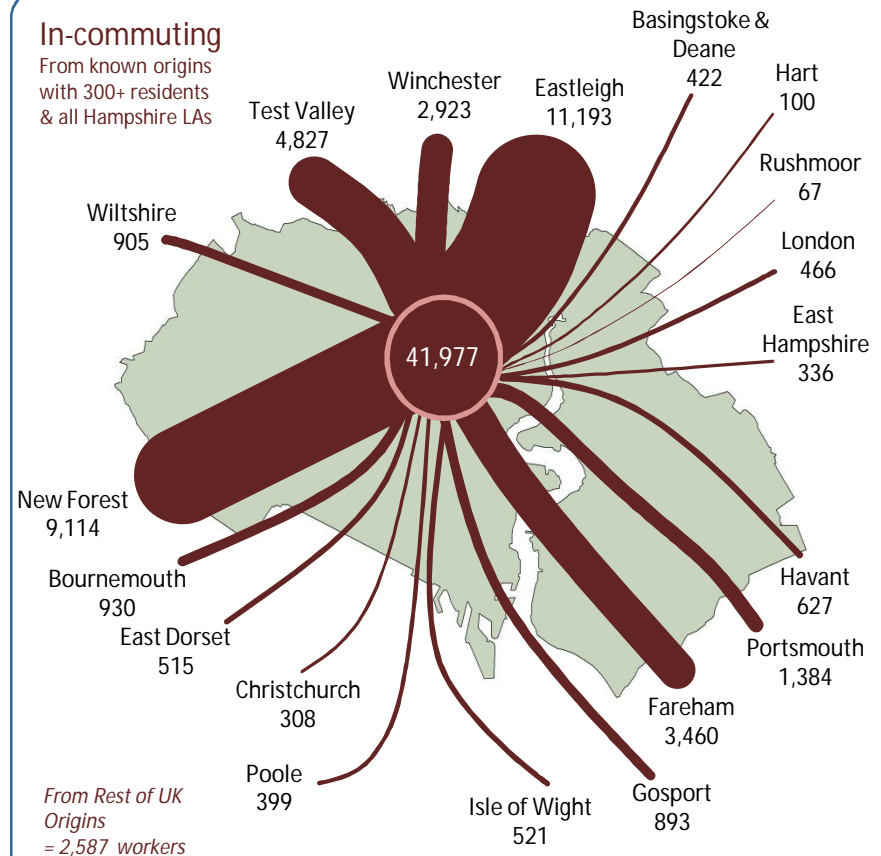 In-commuting
From known origins
with 300+ residents
& all Hampshire LAs
Basingstoke &
Deane
422
Hart
100
Winchester
2,923
Eastleigh
11,193
Test Valley
4,827
Rushmoor
67
Wiltshire
905
London
466
East
Hampshire
336
41,977
New Forest
9,114
Bournemouth
930
Havant
627
East Dorset
515
Portsmouth
1,384
Christchurch
308
Fareham
3,460
Poole
399
Isle of Wight
521
Gosport
893
From Rest of UK
Origins
= 2,587 workers